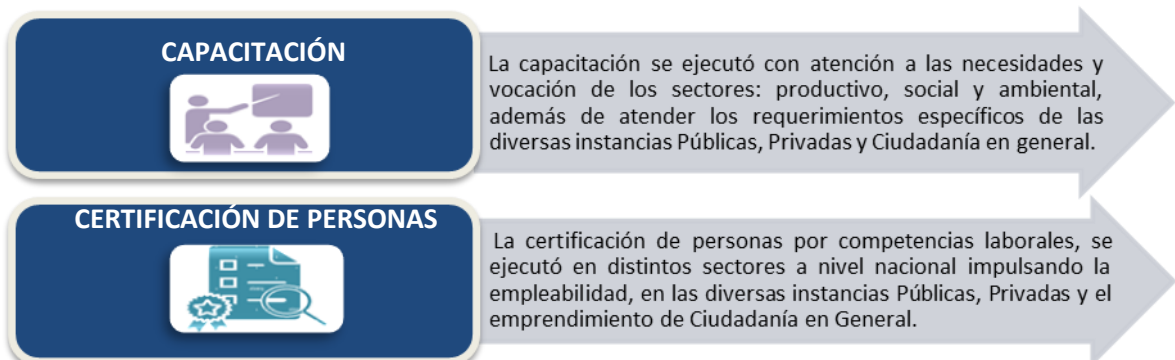 CAPACITACIÓN
La capacitación se ejecutó con atención a las necesidades y
vocación de los sectores: productivo, social y ambiental,
además de atender los requerimientos específicos de las
diversas instancias Públicas, Privadas y Ciudadanía en general.
CERTIFICACIÓN DE PERSONAS
La certificación de personas por competencias laborales, se
ejecutó en distintos sectores a nivel nacional impulsando la
empleabilidad, en las diversas instancias Públicas, Privadas y el
emprendimiento de Ciudadanía en General.